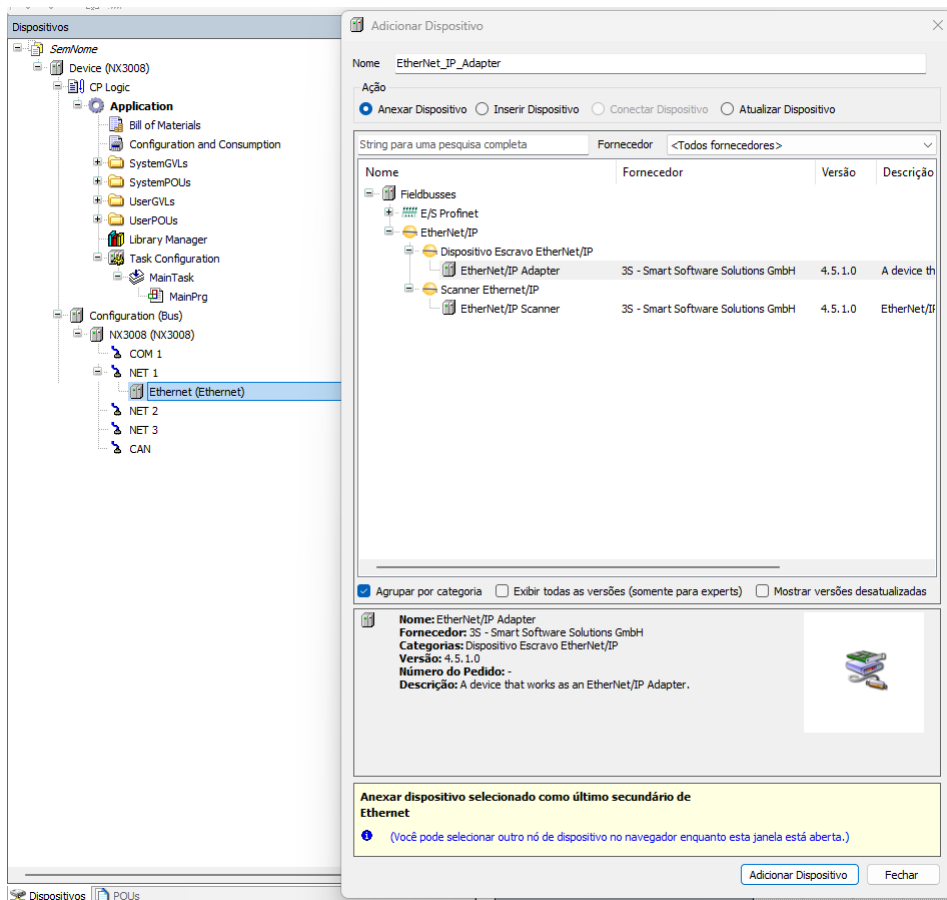 Dispositivos
SemNome
Device (NX3008)
CP Logic
Application
Bill of Materials
Configuration and Consumption
SystemGVLs
SystemPOUs
UserGVLs
UserPOUs
Library Manager
Task Configuration
MainTask
MainPrg
Configuration (Bus)
NX3008 (NX3008)
COM 1
NET 1
Ethernet (Ethernet)
NET 2
NET 3
CAN
Dispositivos POUs
Adicionar Dispositivo
Nome EtherNet_IP_Adapter
Ação
Anexar Dispositivo Inserir Dispositivo Conectar Dispositivo Atualizar Dispositivo
String para uma pesquisa completa Fornecedor <Todos fornecedores>
Nome Fornecedor Versão Descrição
Fieldbusses
E/S Profinet
EtherNet/IP
Dispositivo Escravo EtherNet/IP
EtherNet/IP Adapter 3S - Smart Software Solutions GmbH 4.5.1.0 A device th
Scanner Ethernet/IP
EtherNet/IP Scanner 3S - Smart Software Solutions GmbH 4.5.1.0 EtherNet/IF
Agrupar por categoria Exibir todas as versões (somente para experts) Mostrar versões desatualizadas
Nome: EtherNet/IP Adapter
Fornecedor: 3S - Smart Software Solutions GmbH
Categorias: Dispositivo Escravo EtherNet/IP
Versão: 4.5.1.0
Número do Pedido: -
Descrição: A device that works as an EtherNet/IP Adapter.
Anexar dispositivo selecionado como último secundário de
Ethernet
(Você pode selecionar outro nó de dispositivo no navegador enquanto esta janela está aberta.)
Adicionar Dispositivo Fechar